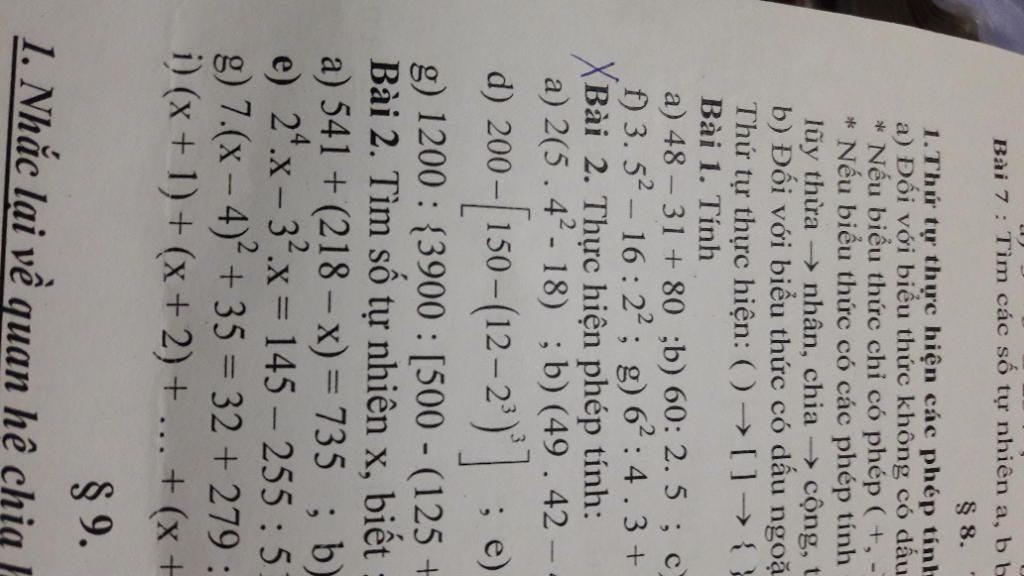 Bài 7 : Tìm các số tự nhiên a, b b
§ 8.
1.Thứ tự thực hiện các phép tính
a) Đối với biểu thức không có dấu
* Nếu biểu thức chỉ có phép ( + , -
* Nếu biểu thức có các phép tính
lũy thừa → nhân, chia → cộng, t
b) Đối với biểu thức có dấu ngoặ
Thứ tự thực hiện: ( ) → [ ] → { }
Bài 1. Tính
a) 48 – 31 + 80 ;b) 60: 2. 5 ; c)
f) 3 . 5² – 16 : 2² ; g) 6² : 4 . 3 +
Bài 2. Thực hiện phép tính:
a) 2(5 . 4² - 18) ; b) (49 . 42 –
d) 200 – [150 – (12 – 2³)³] ; e)
g) 1200 : {3900 : [500 - (125 +
Bài 2. Tìm số tự nhiên x, biết :
a) 541 + (218 – x) = 735 ; b)
e) 2⁴.x – 3².x = 145 – 255 : 5
g) 7.(x – 4)² + 35 = 32 + 279 :
i) (x + 1) + (x + 2) + … + (x +
§ 9.
1. Nhắc lại về quan hê chia h